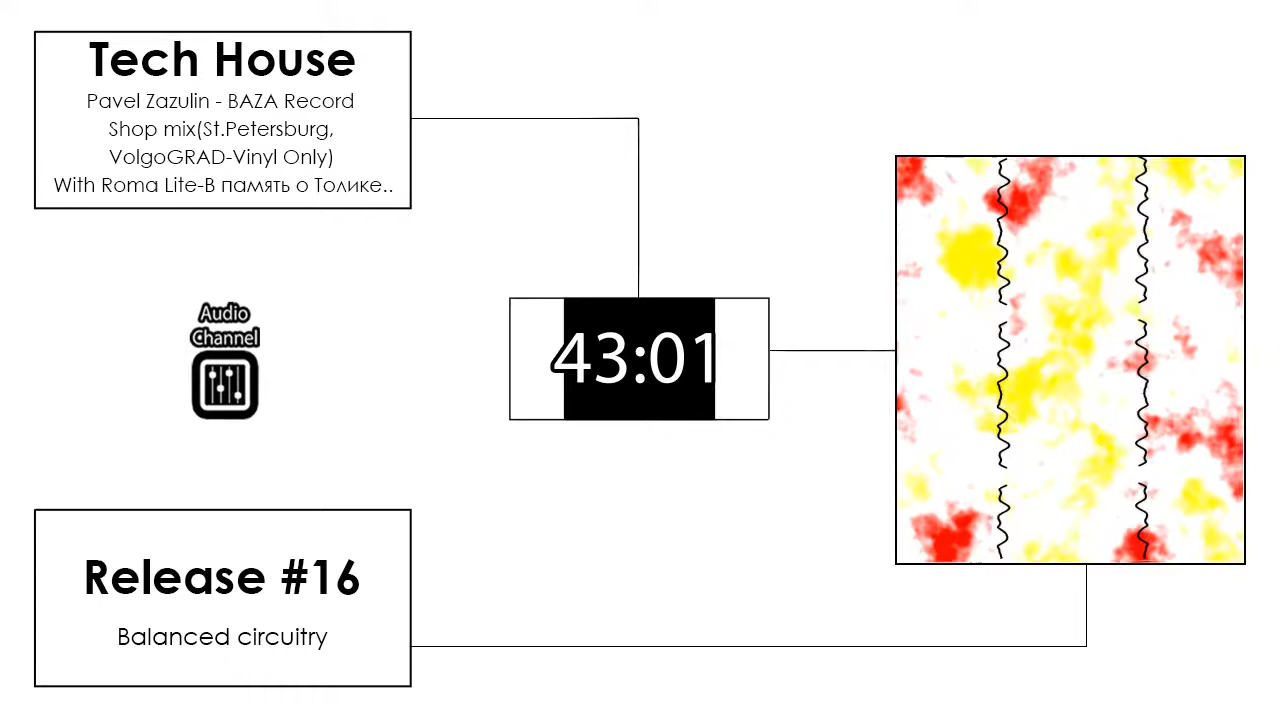 Tech House
Pavel Zazulin - BAZA Record
Shop mix(St.Petersburg,
VolgoGRAD-Vinyl Only)
With Roma Lite-В память о Толике..
Audio
Channel
43:01
Release #16
Balanced circuitry